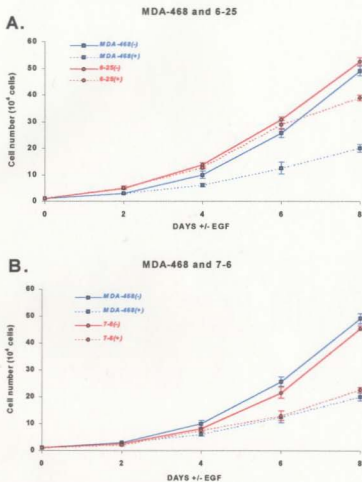 MDA-468 and 6-25
A.
MDA-468(-)
MDA-468(+)
6-25(-)
6-25(+)
Cell number (10⁴ cells)
60
50
40
30
20
10
0
0 2 4 6 8
DAYS +/- EGF
MDA-468 and 7-6
B.
MDA-468(-)
MDA-468(+)
7-6(-)
7-6(+)
Cell number (10⁴ cells)
60
50
40
30
20
10
0
0 2 4 6 8
DAYS +/- EGF